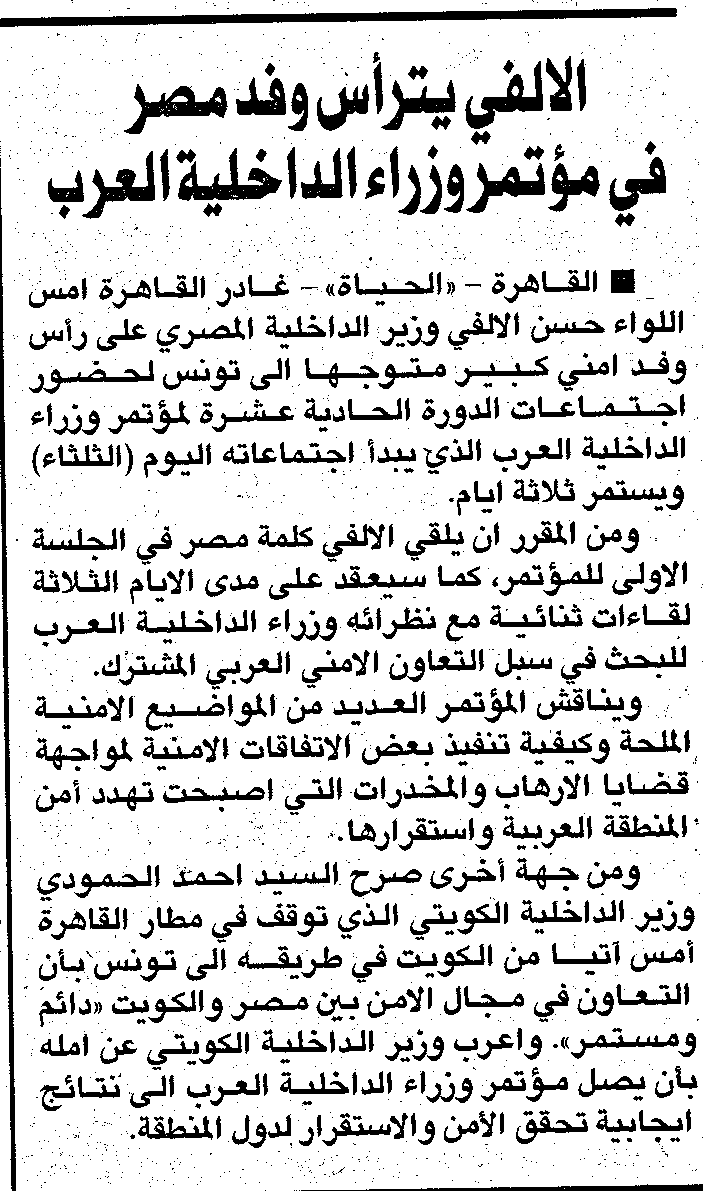 الالفي يترأس وفد مصر
في مؤتمر وزراء الداخلية العرب
■ القاهرة - «الحياة» - غادر القاهرة امس
اللواء حسن الالفي وزير الداخلية المصري على رأس
وفد امني كبير متوجها الى تونس لحضور
اجتماعات الدورة الحادية عشرة لمؤتمر وزراء
الداخلية العرب الذي يبدأ اجتماعاته اليوم (الثلثاء)
ويستمر ثلاثة ايام.
ومن المقرر ان يلقي الالفي كلمة مصر في الجلسة
الاولى للمؤتمر، كما سيعقد على مدى الايام الثلاثة
لقاءات ثنائية مع نظرائه وزراء الداخلية العرب
للبحث في سبل التعاون الامني العربي المشترك.
ويناقش المؤتمر العديد من المواضيع الامنية
الملحة وكيفية تنفيذ بعض الاتفاقات الامنية لمواجهة
قضايا الارهاب والمخدرات التي اصبحت تهدد أمن
المنطقة العربية واستقرارها.
ومن جهة أخرى صرح السيد احمد الحمودي
وزير الداخلية الكويتي الذي توقف في مطار القاهرة
أمس آتيا من الكويت في طريقه الى تونس بأن
التعاون في مجال الامن بين مصر والكويت «دائم
ومستمر». واعرب وزير الداخلية الكويتي عن امله
بأن يصل مؤتمر وزراء الداخلية العرب الى نتائج
ايجابية تحقق الأمن والاستقرار لدول المنطقة.